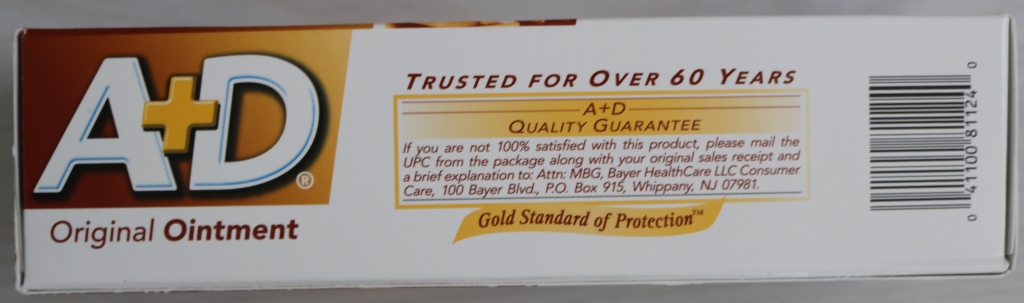 A+D®
Original Ointment
TRUSTED FOR OVER 60 YEARS
A+D
QUALITY GUARANTEE
If you are not 100% satisfied with this product, please mail the
UPC from the package along with your original sales receipt and
a brief explanation to: Attn: MBG, Bayer HealthCare LLC Consumer
Care, 100 Bayer Blvd., P.O. Box 915, Whippany, NJ 07981.
Gold Standard of Protection™
0 41100 81124 0